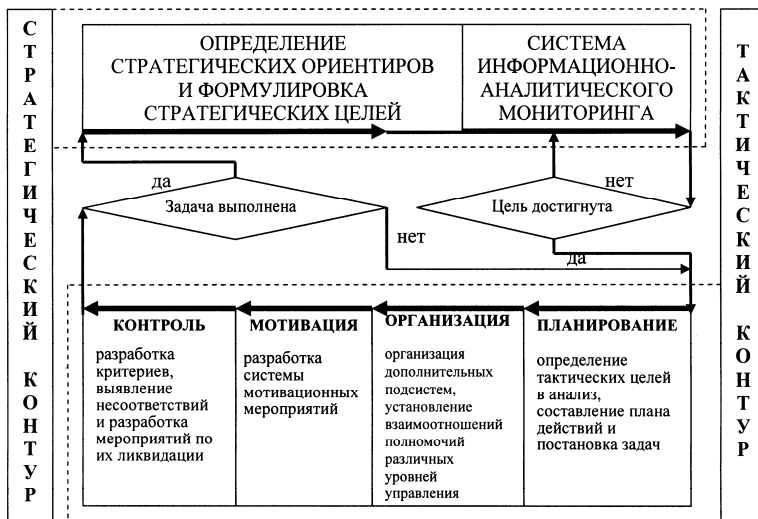 СТРАТЕГИЧЕСКИЙ КОНТУР
ОПРЕДЕЛЕНИЕ
СТРАТЕГИЧЕСКИХ ОРИЕНТИРОВ
И ФОРМУЛИРОВКА
СТРАТЕГИЧЕСКИХ ЦЕЛЕЙ
СИСТЕМА
ИНФОРМАЦИОННО-
АНАЛИТИЧЕСКОГО
МОНИТОРИНГА
ТАКТИЧЕСКИЙ КОНТУР
да
Задача выполнена
нет
нет
Цель достигнута
да
КОНТРОЛЬ
разработка
критериев,
выявление
несоответствий
и разработка
мероприятий по
их ликвидации
МОТИВАЦИЯ
разработка
системы
мотивационных
мероприятий
ОРГАНИЗАЦИЯ
организация
дополнительных
подсистем,
установление
взаимоотношений
полномочий
различных
уровней
управления
ПЛАНИРОВАНИЕ
определение
тактических целей
в анализ,
составление плана
действий и
постановка задач